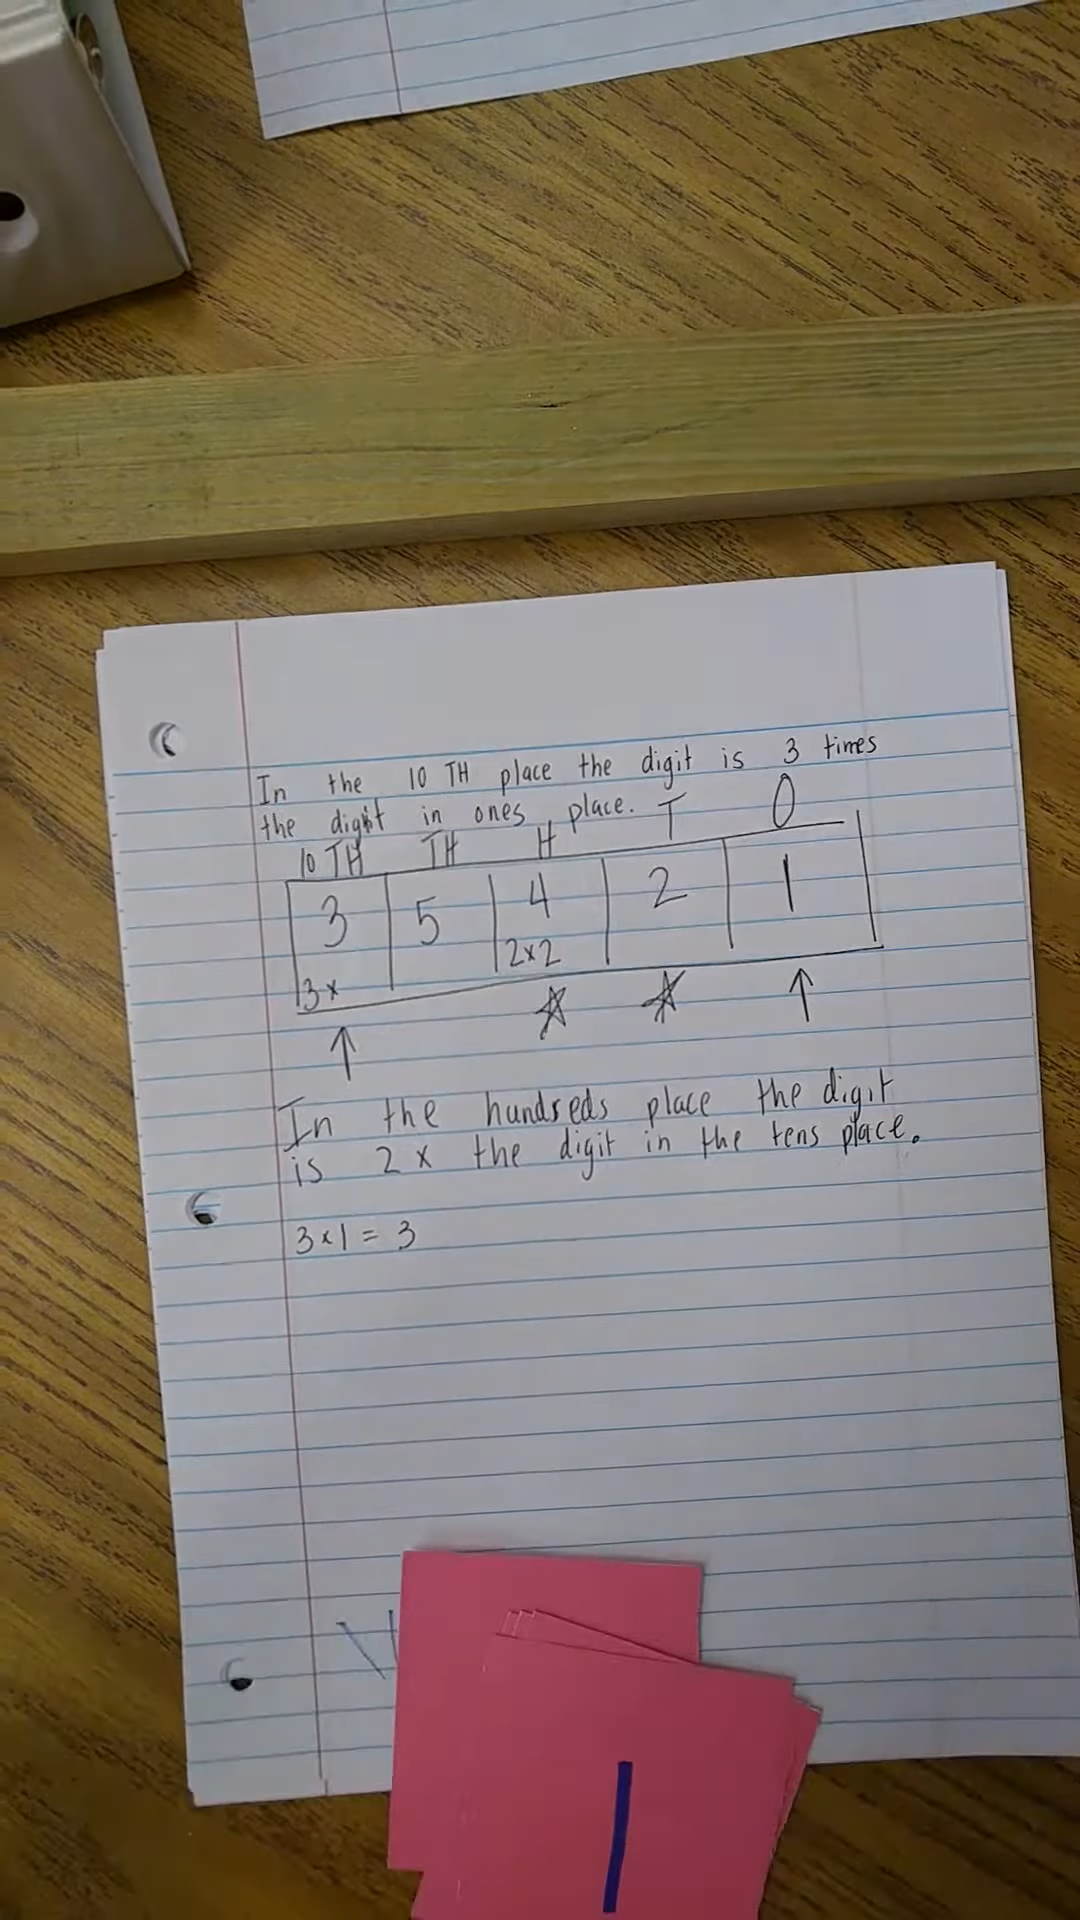 In the 10 TH place the digit is 3 times
the digit in ones place.
10 TH TH H T O
3 5 4 2 1
3x 2x2
In the hundreds place the digit
is 2x the digit in the tens place.
3x1 = 3
1